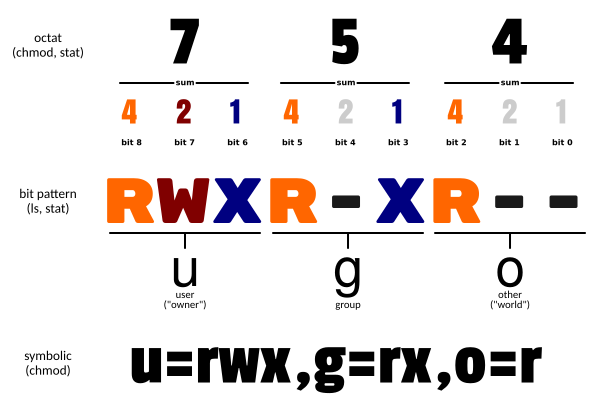 octat
(chmod, stat)
7 5 4
sum sum sum
4 2 1 4 2 1 4 2 1
bit 8 bit 7 bit 6 bit 5 bit 4 bit 3 bit 2 bit 1 bit 0
bit pattern
(ls, stat)
RWX R-X R--
u g o
user group other
("owner") ("world")
symbolic
(chmod)
u=rwx,g=rx,o=r